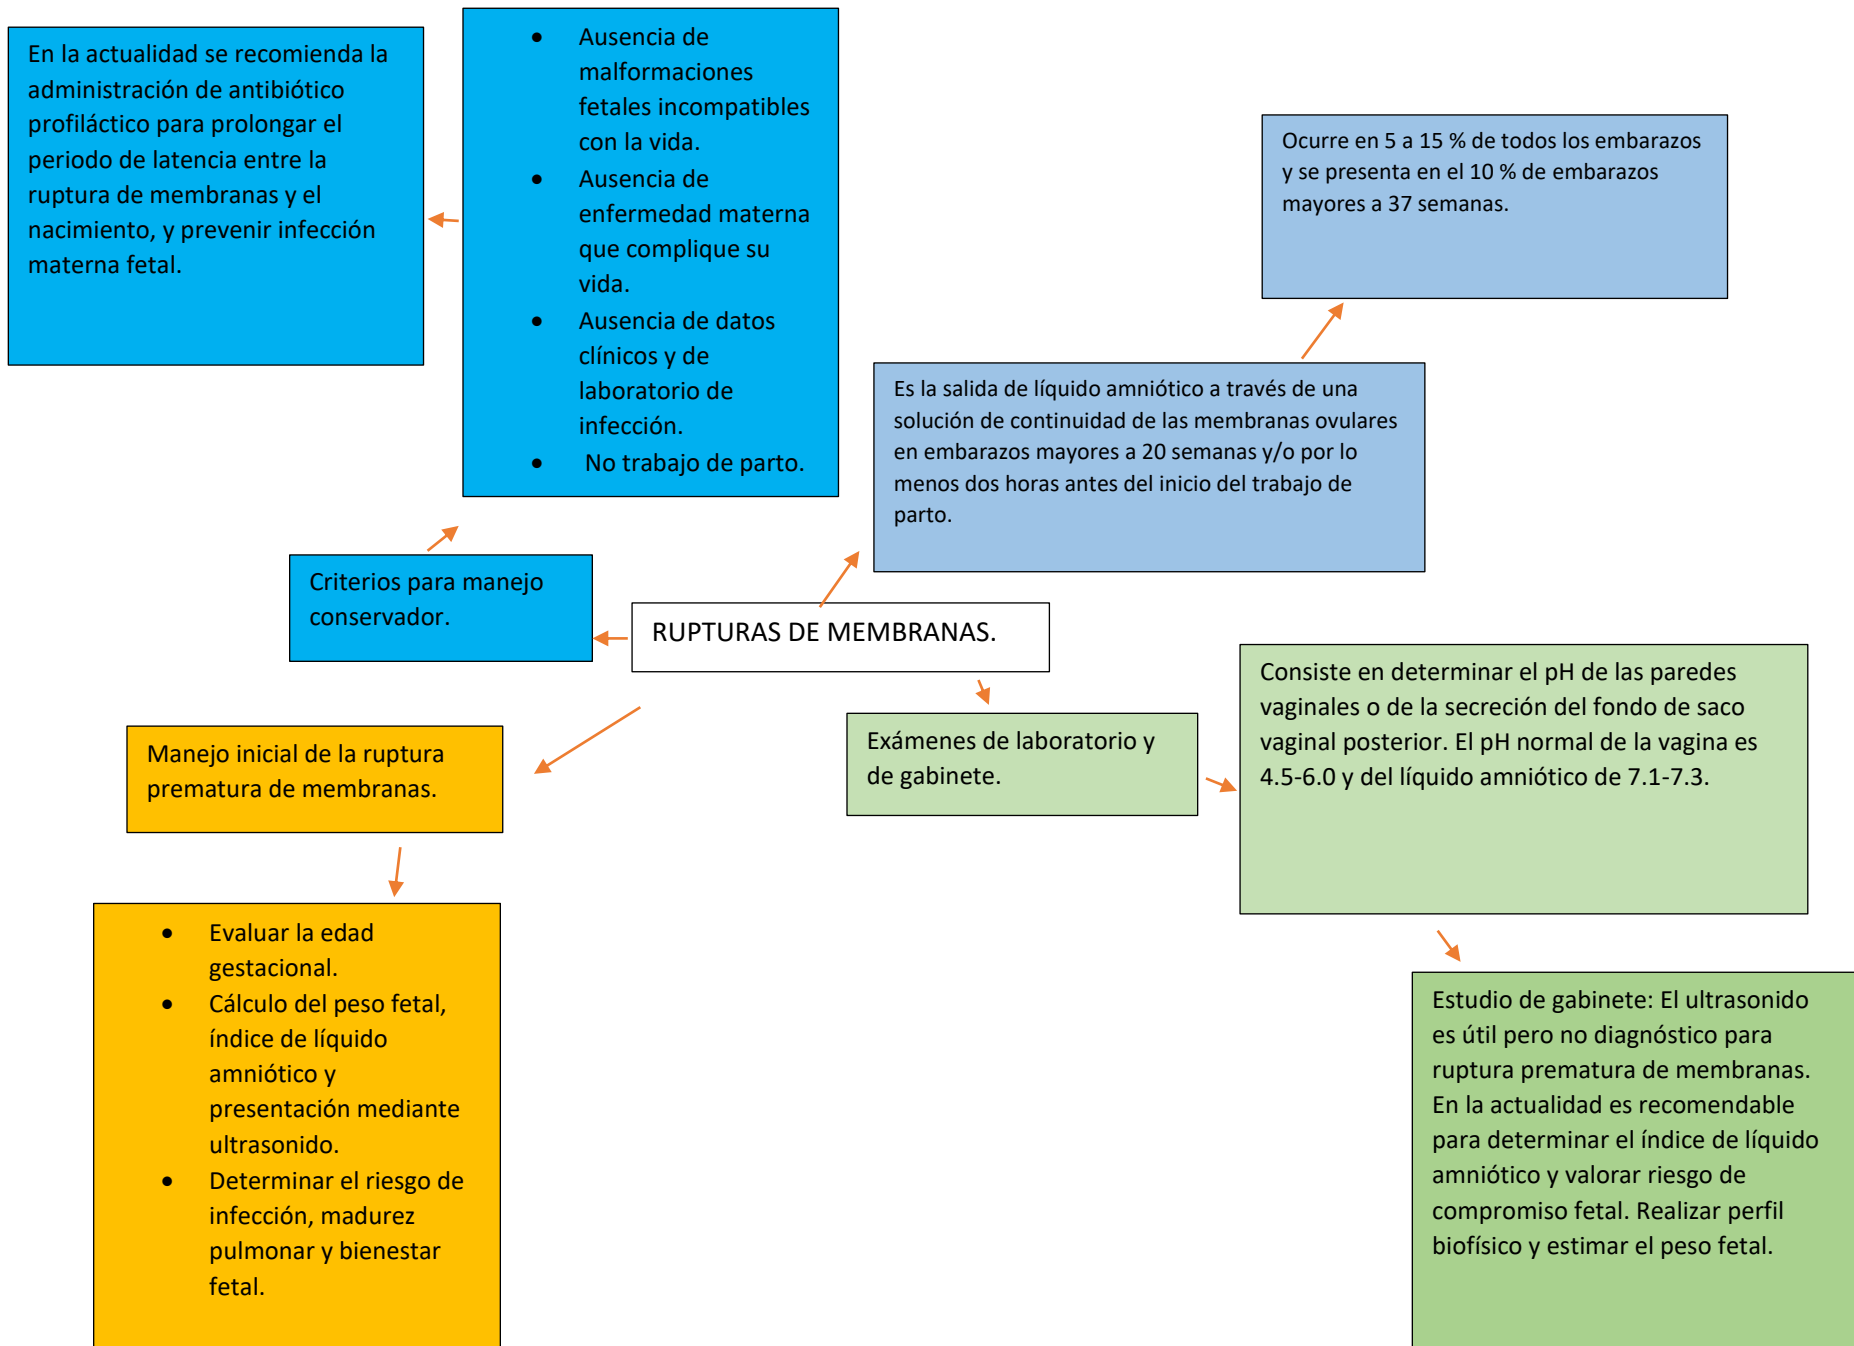 En la actualidad se recomienda la
administración de antibiótico
profiláctico para prolongar el
periodo de latencia entre la
ruptura de membranas y el
nacimiento, y prevenir infección
materna fetal.
• Ausencia de
malformaciones
fetales incompatibles
con la vida.
• Ausencia de
enfermedad materna
que complique su
vida.
• Ausencia de datos
clínicos y de
laboratorio de
infección.
• No trabajo de parto.
Ocurre en 5 a 15 % de todos los embarazos
y se presenta en el 10 % de embarazos
mayores a 37 semanas.
Es la salida de líquido amniótico a través de una
solución de continuidad de las membranas ovulares
en embarazos mayores a 20 semanas y/o por lo
menos dos horas antes del inicio del trabajo de
parto.
Criterios para manejo
conservador.
RUPTURAS DE MEMBRANAS.
Manejo inicial de la ruptura
prematura de membranas.
Exámenes de laboratorio y
de gabinete.
Consiste en determinar el pH de las paredes
vaginales o de la secreción del fondo de saco
vaginal posterior. El pH normal de la vagina es
4.5-6.0 y del líquido amniótico de 7.1-7.3.
• Evaluar la edad
gestacional.
• Cálculo del peso fetal,
índice de líquido
amniótico y
presentación mediante
ultrasonido.
• Determinar el riesgo de
infección, madurez
pulmonar y bienestar
fetal.
Estudio de gabinete: El ultrasonido
es útil pero no diagnóstico para
ruptura prematura de membranas.
En la actualidad es recomendable
para determinar el índice de líquido
amniótico y valorar riesgo de
compromiso fetal. Realizar perfil
biofísico y estimar el peso fetal.